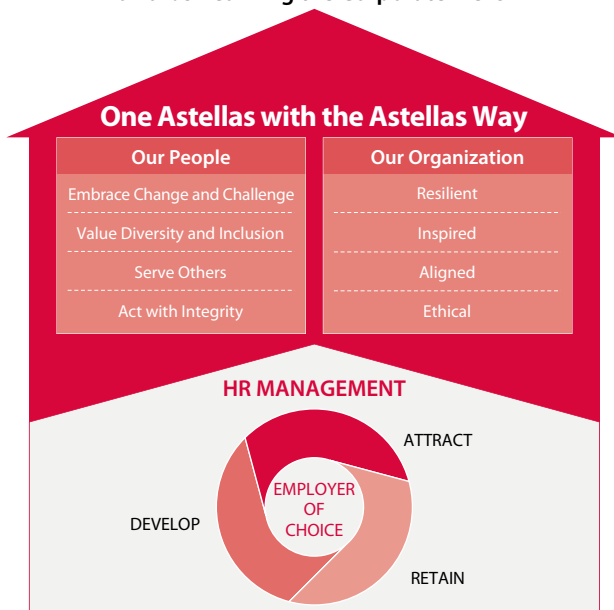 One Astellas with the Astellas Way
Our People
Embrace Change and Challenge
Value Diversity and Inclusion
Serve Others
Act with Integrity
Our Organization
Resilient
Inspired
Aligned
Ethical
HR MANAGEMENT
ATTRACT
EMPLOYER
OF
CHOICE
DEVELOP
RETAIN